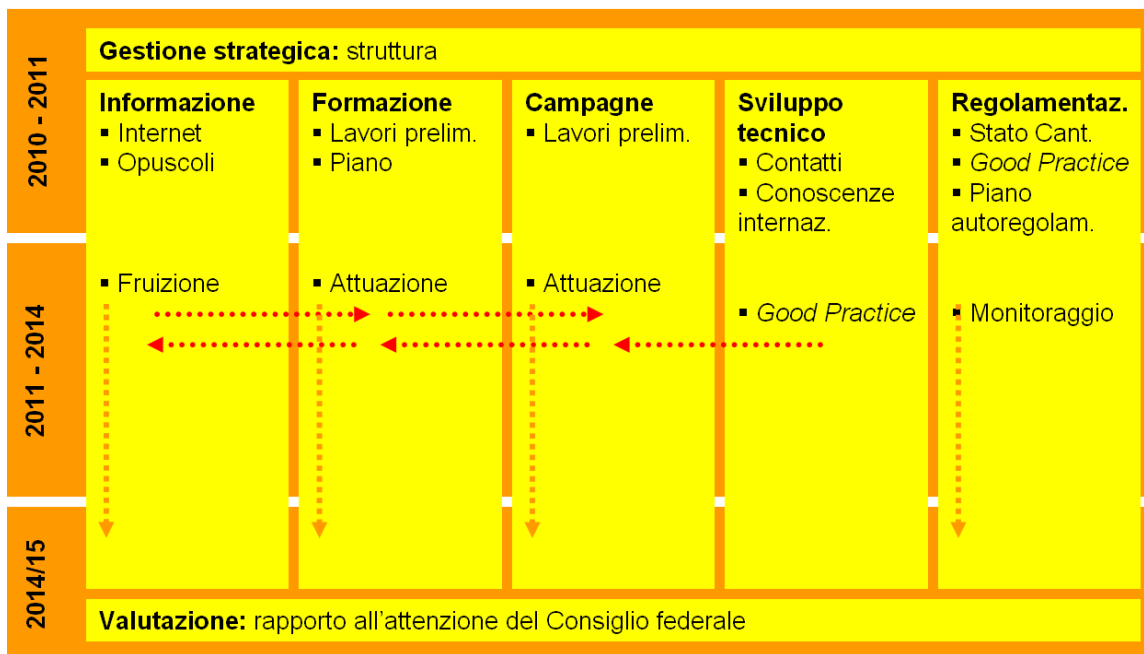 2010 - 2011
Gestione strategica: struttura
Informazione
▪ Internet
▪ Opuscoli
Formazione
▪ Lavori prelim.
▪ Piano
Campagne
▪ Lavori prelim.
Sviluppo
tecnico
▪ Contatti
▪ Conoscenze
internaz.
Regolamentaz.
▪ Stato Cant.
▪ Good Practice
▪ Piano
autoregolam.
2011 - 2014
▪ Fruizione
▪ Attuazione
▪ Attuazione
▪ Good Practice
▪ Monitoraggio
2014/15
Valutazione: rapporto all’attenzione del Consiglio federale